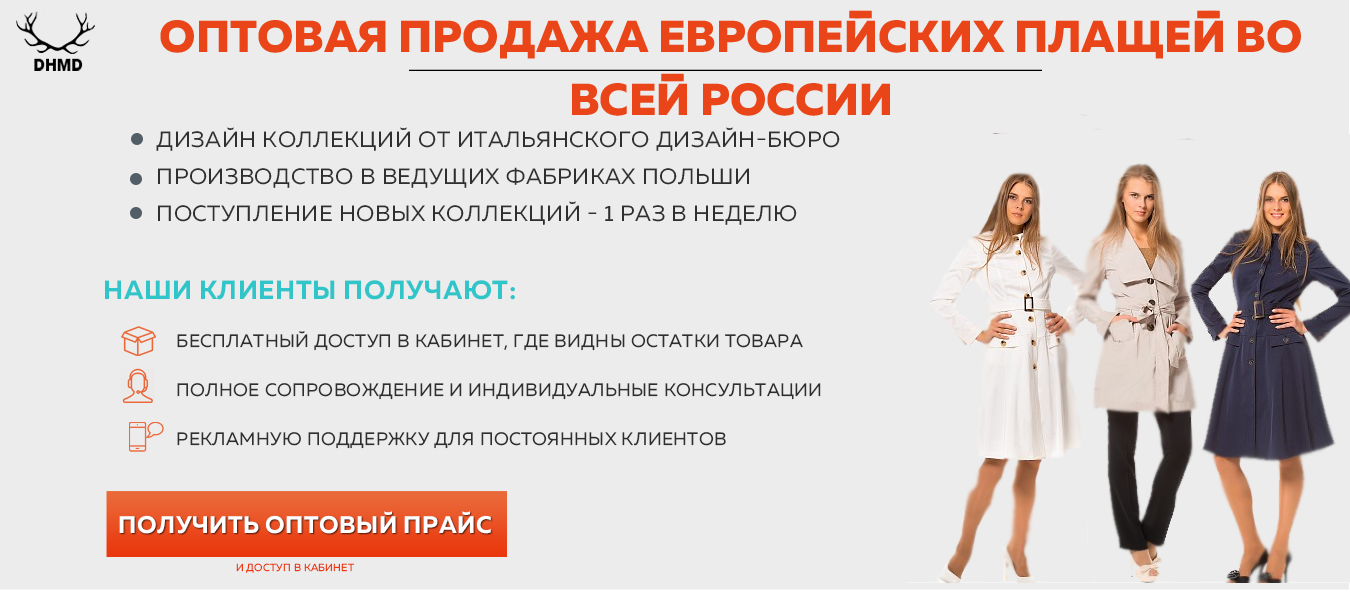 DHMD
ОПТОВАЯ ПРОДАЖА ЕВРОПЕЙСКИХ ПЛАЩЕЙ ВО
ВСЕЙ РОССИИ
ДИЗАЙН КОЛЛЕКЦИЙ ОТ ИТАЛЬЯНСКОГО ДИЗАЙН-БЮРО
ПРОИЗВОДСТВО В ВЕДУЩИХ ФАБРИКАХ ПОЛЬШИ
ПОСТУПЛЕНИЕ НОВЫХ КОЛЛЕКЦИЙ - 1 РАЗ В НЕДЕЛЮ
НАШИ КЛИЕНТЫ ПОЛУЧАЮТ:
БЕСПЛАТНЫЙ ДОСТУП В КАБИНЕТ, ГДЕ ВИДНЫ ОСТАТКИ ТОВАРА
ПОЛНОЕ СОПРОВОЖДЕНИЕ И ИНДИВИДУАЛЬНЫЕ КОНСУЛЬТАЦИИ
РЕКЛАМНУЮ ПОДДЕРЖКУ ДЛЯ ПОСТОЯННЫХ КЛИЕНТОВ
ПОЛУЧИТЬ ОПТОВЫЙ ПРАЙС
И ДОСТУП В КАБИНЕТ